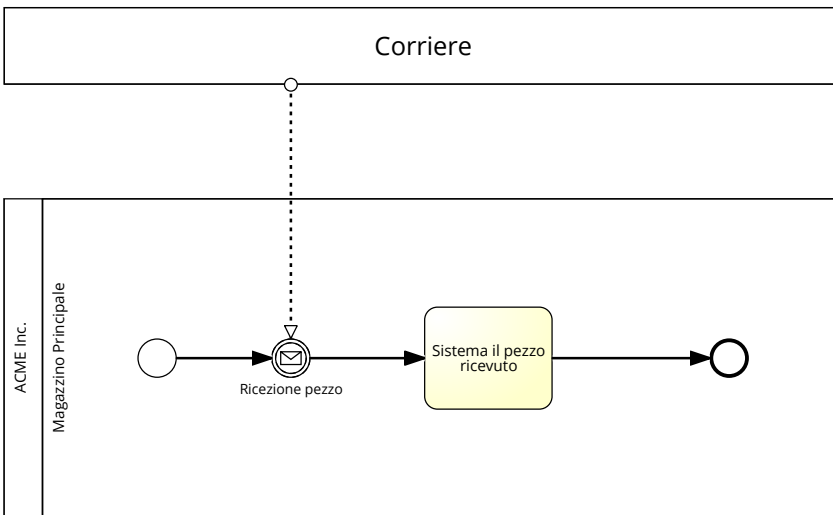 Corriere
ACME Inc.
Magazzino Principale
Ricezione pezzo
Sistema il pezzo
ricevuto